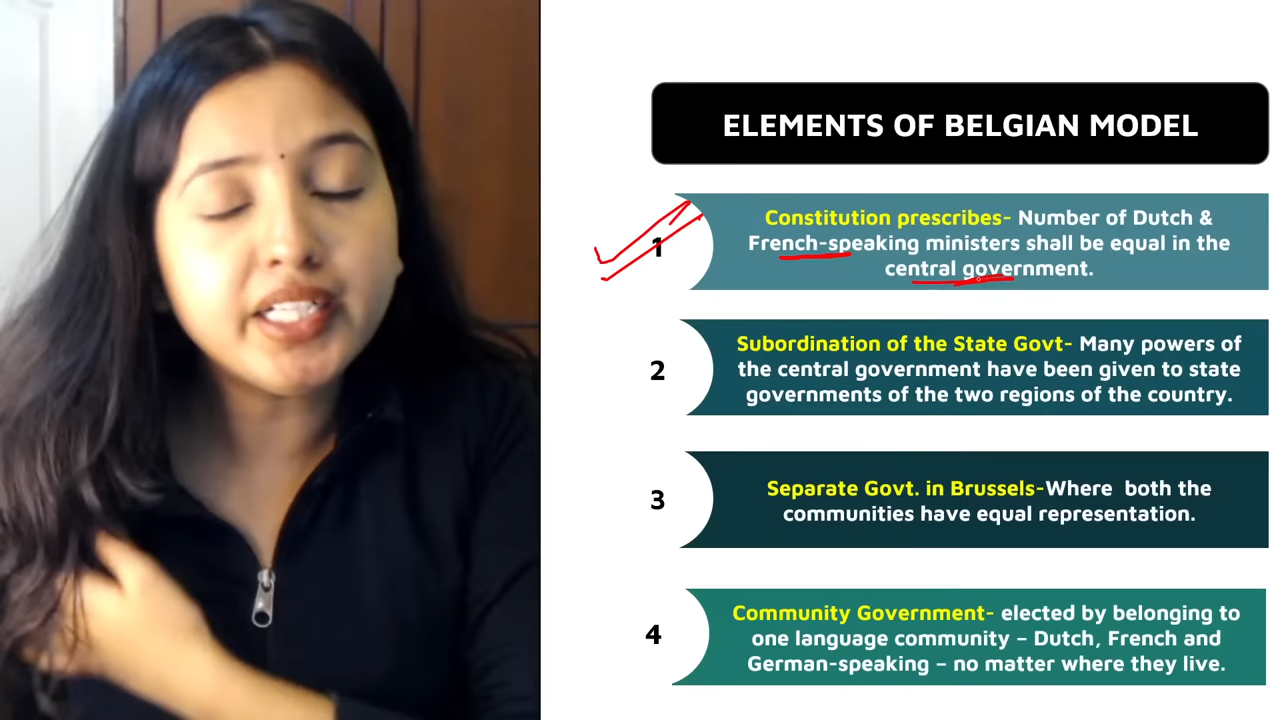 ELEMENTS OF BELGIAN MODEL
1
Constitution prescribes- Number of Dutch &
French-speaking ministers shall be equal in the
central government.
2
Subordination of the State Govt- Many powers of
the central government have been given to state
governments of the two regions of the country.
3
Separate Govt. in Brussels-Where both the
communities have equal representation.
4
Community Government- elected by belonging to
one language community – Dutch, French and
German-speaking – no matter where they live.